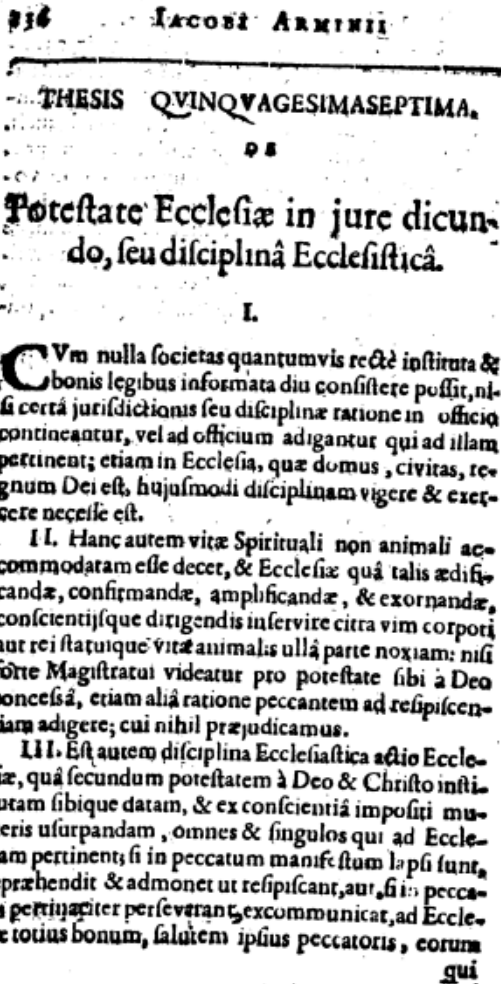 236 IACOBI ARMINII
THESIS QVINQVAGESIMASEPTIMA.
DE
Poteſtate Eccleſiæ in jure dicun-
do, ſeu diſciplinâ Eccleſiſticâ.
I.
CVm nulla ſocietas quantumvis rectè inſtituta &
bonis legibus informata diu conſiſtere poſſit, ni-
ſi certâ jurisdictionis ſeu diſciplinæ ratione in officio
contineantur, vel ad officium adigantur qui ad illam
pertinent; etiam in Eccleſia, quæ domus, civitas, re-
gnum Dei eſt, hujuſmodi diſciplinam vigere & exer-
cere neceſſe eſt.
II. Hanc autem vitæ Spirituali non animali ac-
commodatam eſſe decet, & Eccleſiæ quâ talis ædifi-
candæ, confirmandæ, amplificandæ, & exornandæ,
conſcientijſque dirigendis inſervire citra vim corpori
aut rei ſtatuique vitæ animalis ullâ parte noxiam: niſi
forte Magiſtratui videatur pro poteſtate ſibi à Deo
conceſſâ, etiam aliâ ratione peccantem ad reſipiſcen-
iam adigere; cui nihil præjudicamus.
III. Eſt autem diſciplina Eccleſiaſtica actio Eccle-
iæ, quâ ſecundum poteſtatem à Deo & Chriſto inſti-
utam ſibique datam, & ex conſcientiâ impoſiti mu-
eris uſurpandam, omnes & ſingulos qui ad Eccle-
am pertinent; ſi in peccatum manifeſtum lapſi ſunt,
præhendit & admonet ut reſipiſcant, aut, ſi in pecca-
pertinaciter perſeverant, excommunicat, ad Eccle-
æ totius bonum, ſalutem ipſius peccatoris, eorum
qui